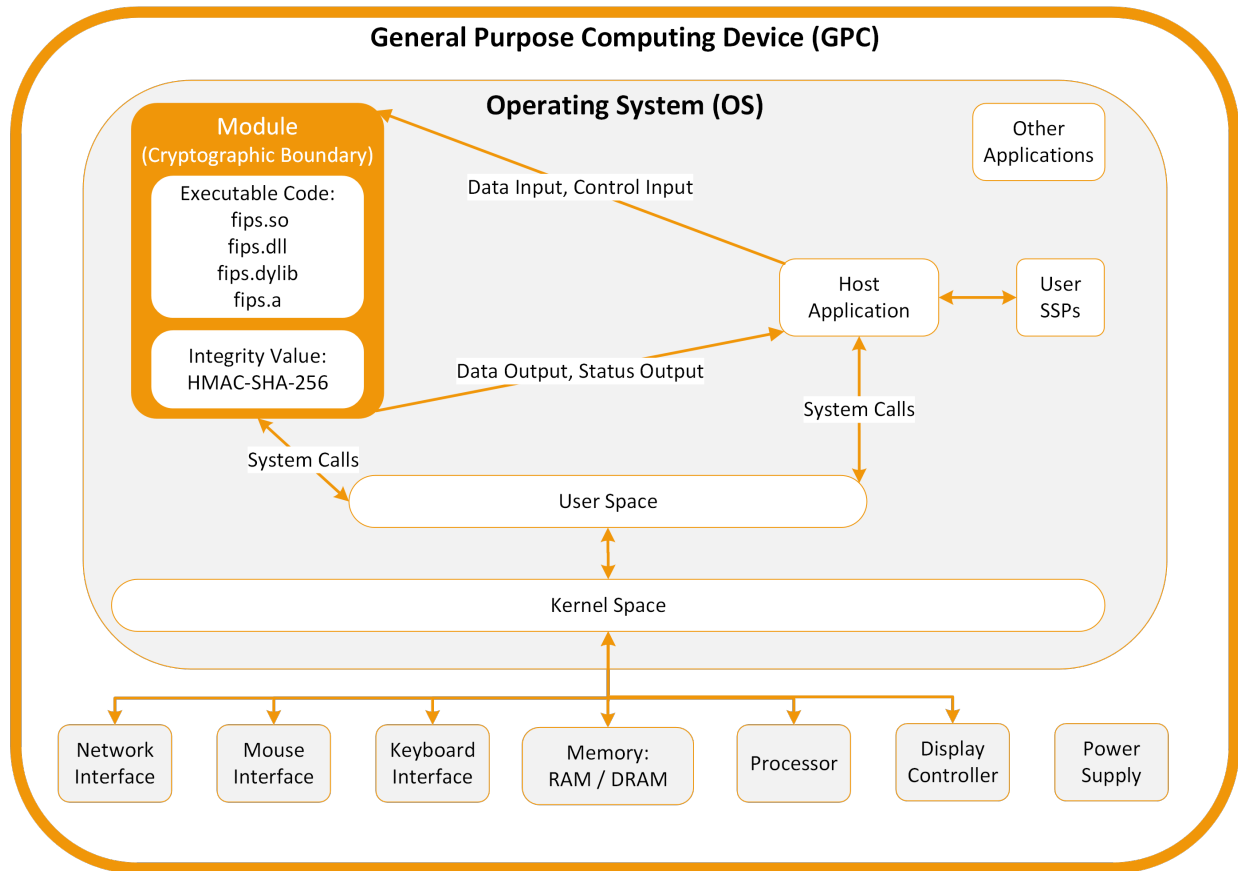 General Purpose Computing Device (GPC)
Operating System (OS)
Module
(Cryptographic Boundary)
Executable Code:
fips.so
fips.dll
fips.dylib
fips.a
Integrity Value:
HMAC-SHA-256
Other
Applications
Data Input, Control Input
Host
Application
User
SSPs
Data Output, Status Output
System Calls
System Calls
User Space
Kernel Space
Network
Interface
Mouse
Interface
Keyboard
Interface
Memory:
RAM / DRAM
Processor
Display
Controller
Power
Supply